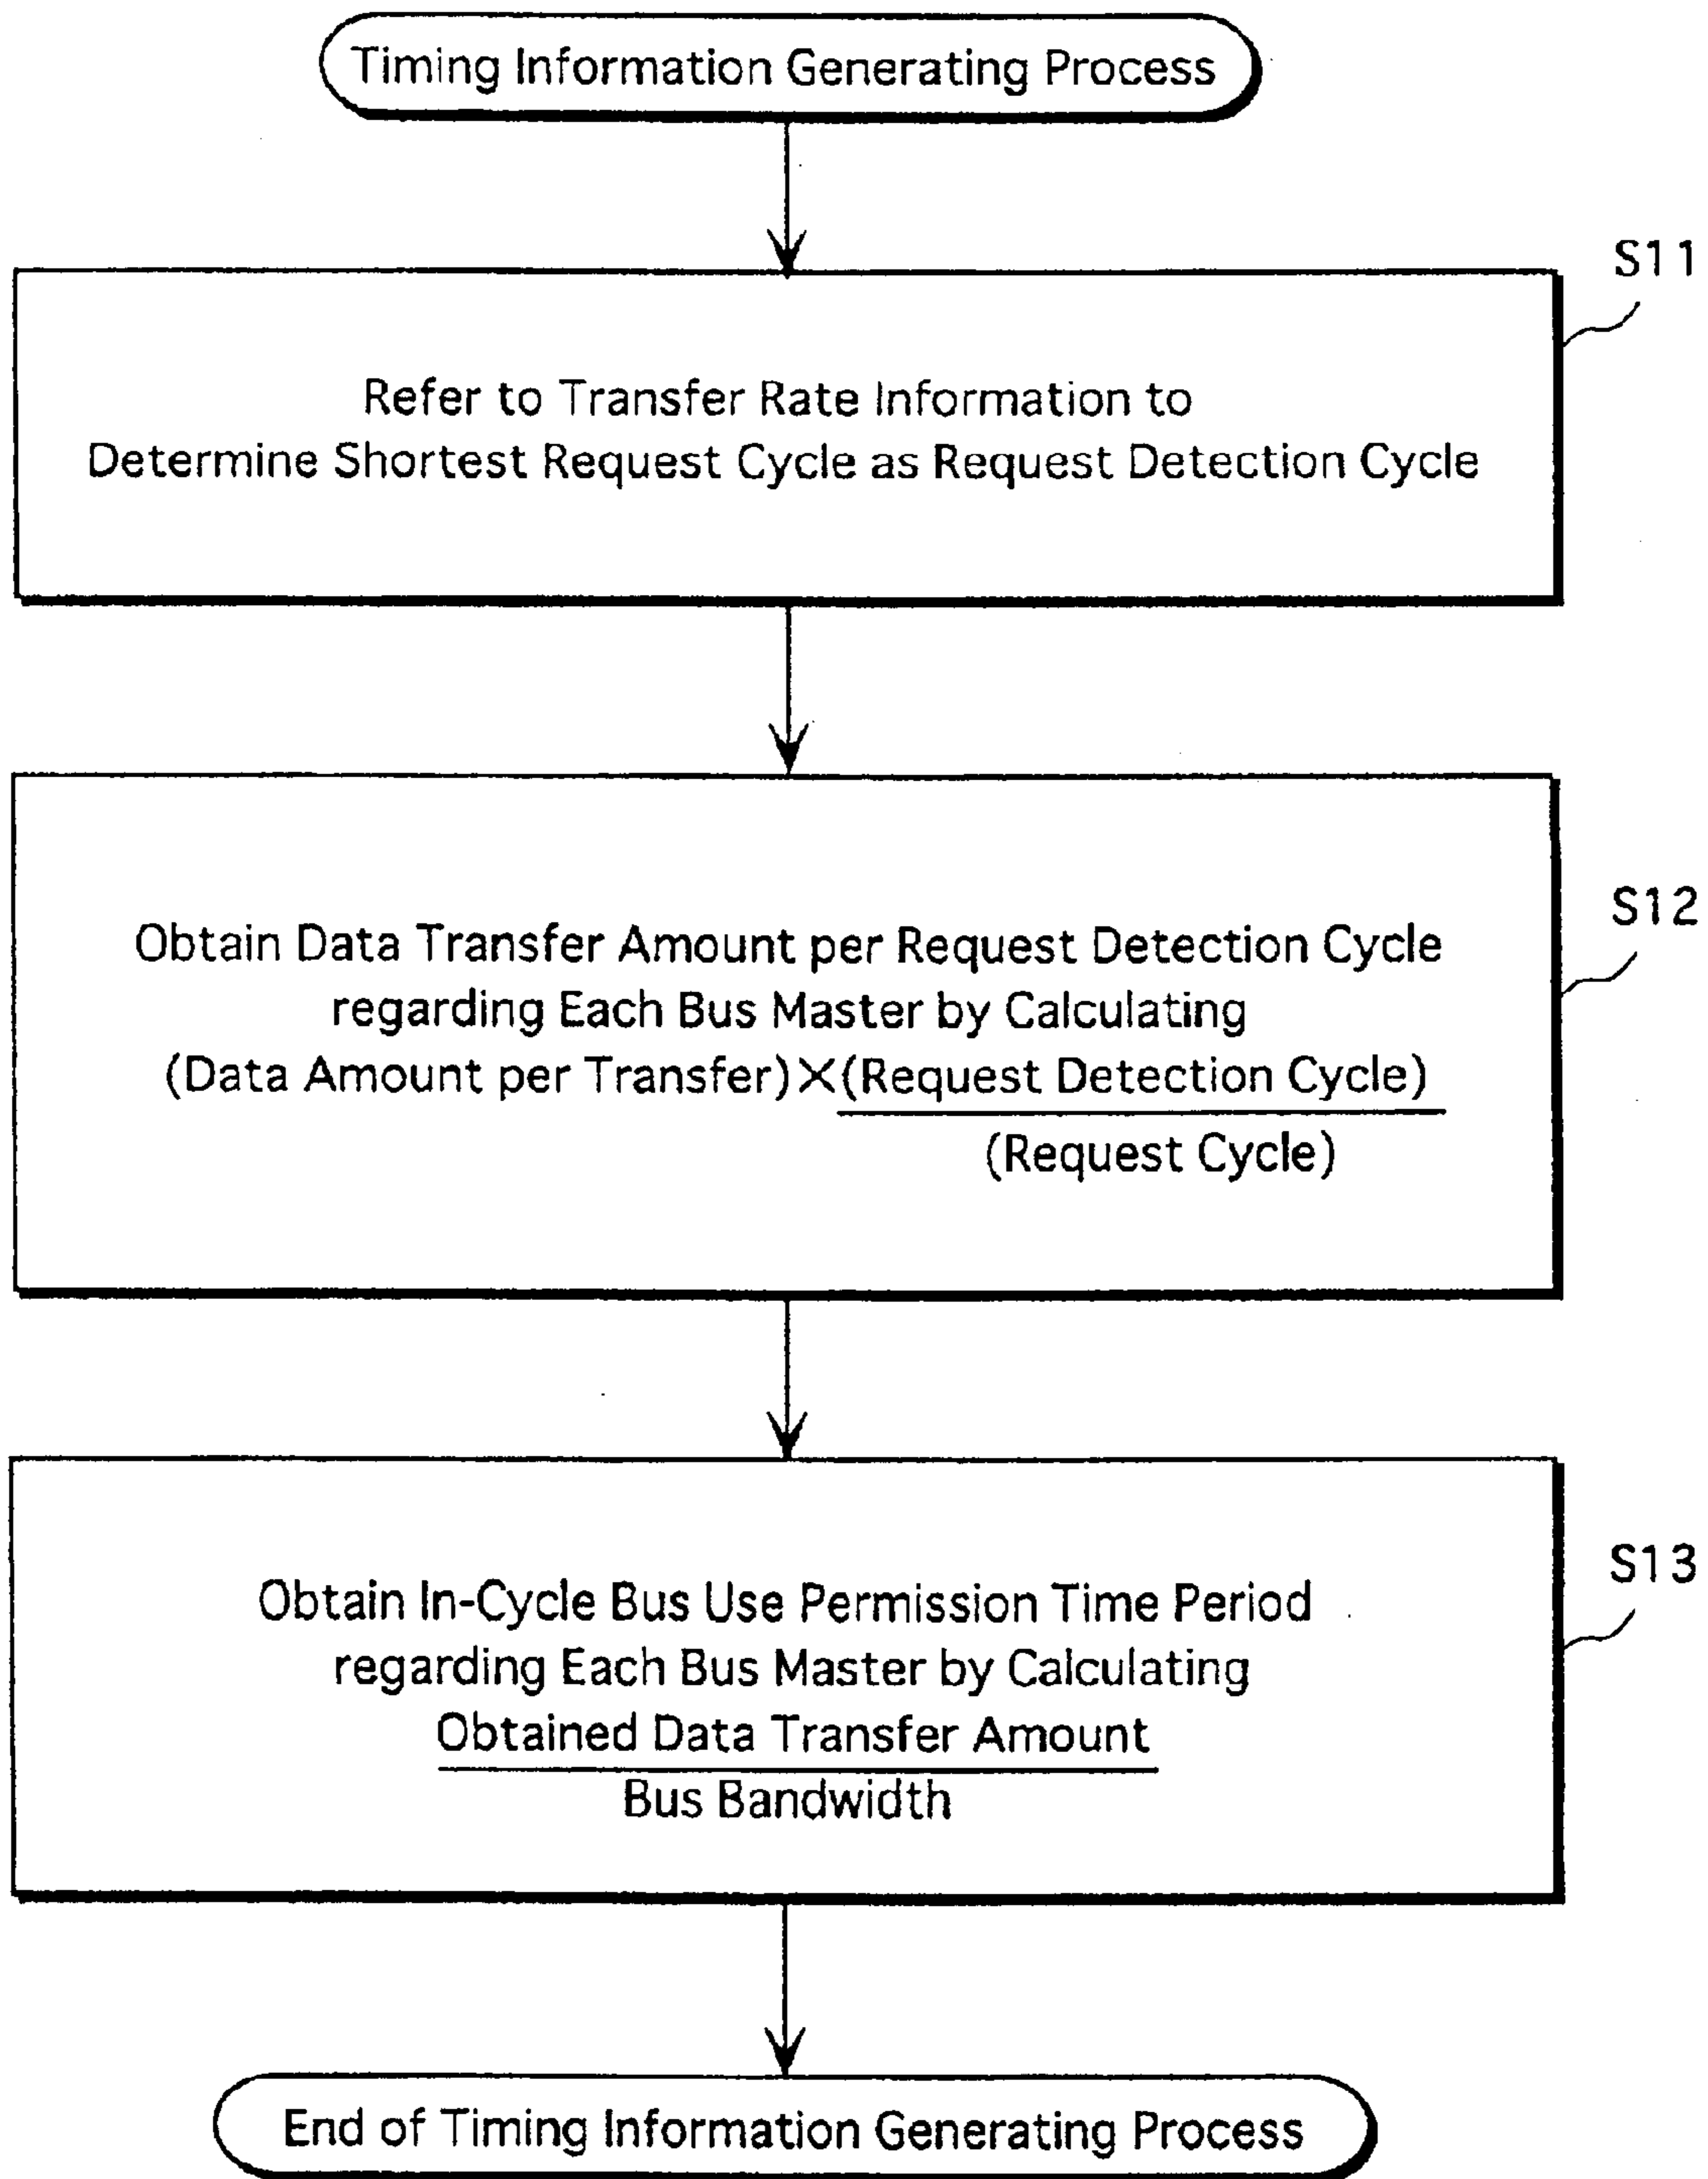 Timing Information Generating Process
S11
Refer to Transfer Rate Information to
Determine Shortest Request Cycle as Request Detection Cycle
S12
Obtain Data Transfer Amount per Request Detection Cycle
regarding Each Bus Master by Calculating
(Data Amount per Transfer)×(Request Detection Cycle)
(Request Cycle)
S13
Obtain In-Cycle Bus Use Permission Time Period
regarding Each Bus Master by Calculating
Obtained Data Transfer Amount
Bus Bandwidth
End of Timing Information Generating Process